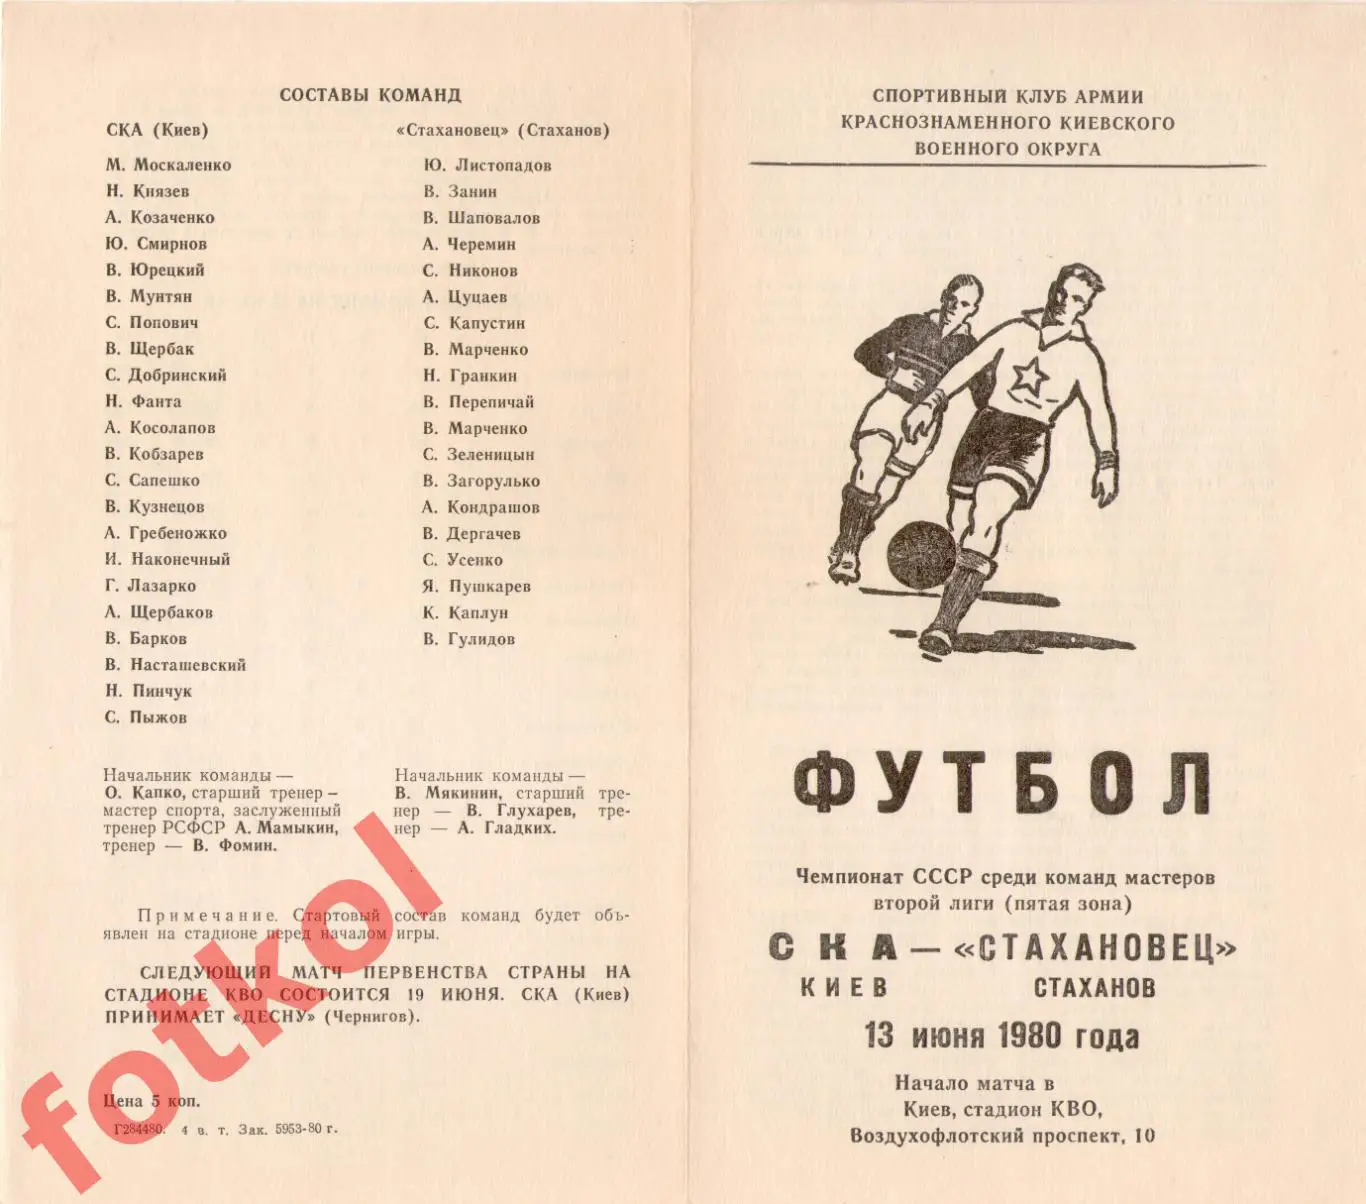 СОСТАВЫ КОМАНД
СКА (Киев)
М. Москаленко
Н. Князев
А. Козаченко
Ю. Смирнов
В. Юрецкий
В. Мунтян
С. Попович
В. Щербак
С. Добринский
Н. Фанта
А. Косолапов
В. Кобзарев
С. Сапешко
В. Кузнецов
А. Гребеножко
И. Наконечный
Г. Лазарко
А. Щербаков
В. Барков
В. Насташевский
Н. Пинчук
С. Пыжов
«Стахановец» (Стаханов)
Ю. Листопадов
В. Занин
В. Шаповалов
А. Черемин
С. Никонов
А. Цуцаев
С. Капустин
В. Марченко
Н. Гранкин
В. Перепичай
В. Марченко
С. Зеленицын
В. Загорулько
А. Кондрашов
В. Дергачев
С. Усенко
Я. Пушкарев
К. Каплун
В. Гулидов
Начальник команды —
О. Капко, старший тренер –
мастер спорта, заслуженный
тренер РСФСР А. Мамыкин,
тренер — В. Фомин.
Начальник команды —
В. Мякинин, старший тре-
нер — В. Глухарев, тре-
нер — А. Гладких.
Примечание. Стартовый состав команд будет объ-
явлен на стадионе перед началом игры.
СЛЕДУЮЩИЙ МАТЧ ПЕРВЕНСТВА СТРАНЫ НА
СТАДИОНЕ КВО СОСТОИТСЯ 19 ИЮНЯ. СКА (Киев)
ПРИНИМАЕТ «ДЕСНУ» (Чернигов).
Цена 5 коп.
Г284480. 4 в. т. Зак. 5953-80 г.
fotkol
СПОРТИВНЫЙ КЛУБ АРМИИ
КРАСНОЗНАМЕННОГО КИЕВСКОГО
ВОЕННОГО ОКРУГА
ФУТБОЛ
Чемпионат СССР среди команд мастеров
второй лиги (пятая зона)
СКА — «СТАХАНОВЕЦ»
КИЕВ СТАХАНОВ
13 июня 1980 года
Начало матча в
Киев, стадион КВО,
Воздухофлотский проспект, 10